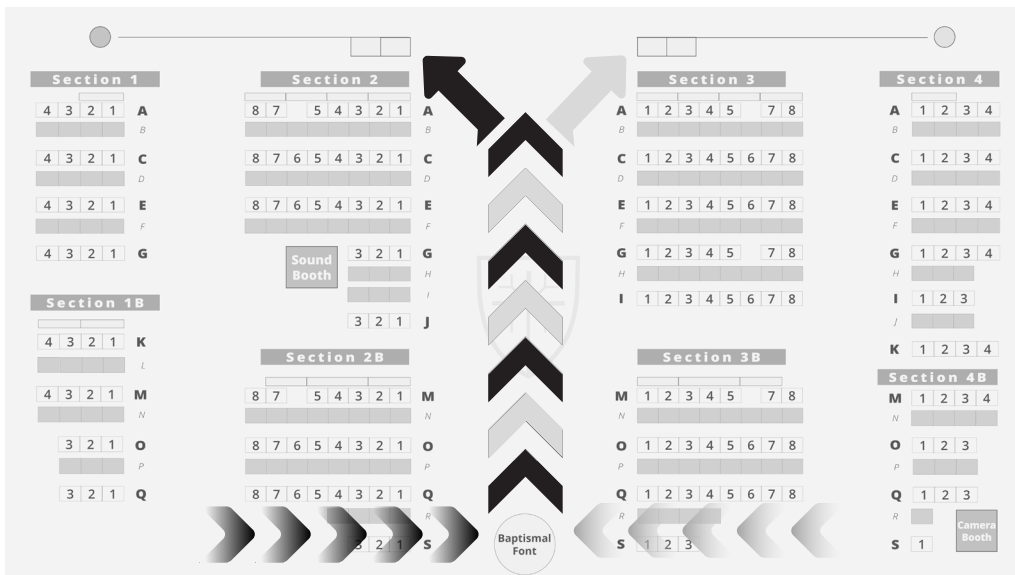 Section 1
4 3 2 1 A
B
4 3 2 1 C
D
4 3 2 1 E
F
4 3 2 1 G
Section 1B
4 3 2 1 K
L
4 3 2 1 M
N
3 2 1 O
P
3 2 1 Q
Section 2
8 7 5 4 3 2 1 A
B
8 7 6 5 4 3 2 1 C
D
8 7 6 5 4 3 2 1 E
F
Sound
Booth
3 2 1 G
H
I
3 2 1 J
Section 2B
8 7 5 4 3 2 1 M
N
8 7 6 5 4 3 2 1 O
P
8 7 6 5 4 3 2 1 Q
R
3 2 1 S
Baptismal
Font
Section 3
A 1 2 3 4 5 7 8
B
C 1 2 3 4 5 6 7 8
D
E 1 2 3 4 5 6 7 8
F
G 1 2 3 4 5 7 8
H
I 1 2 3 4 5 6 7 8
Section 3B
M 1 2 3 4 5 7 8
N
O 1 2 3 4 5 6 7 8
P
Q 1 2 3 4 5 6 7 8
R
S 1 2 3
Section 4
A 1 2 3 4
B
C 1 2 3 4
D
E 1 2 3 4
F
G 1 2 3 4
H
I 1 2 3
J
K 1 2 3 4
Section 4B
M 1 2 3 4
N
O 1 2 3
P
Q 1 2 3
R
S 1
Camera
Booth